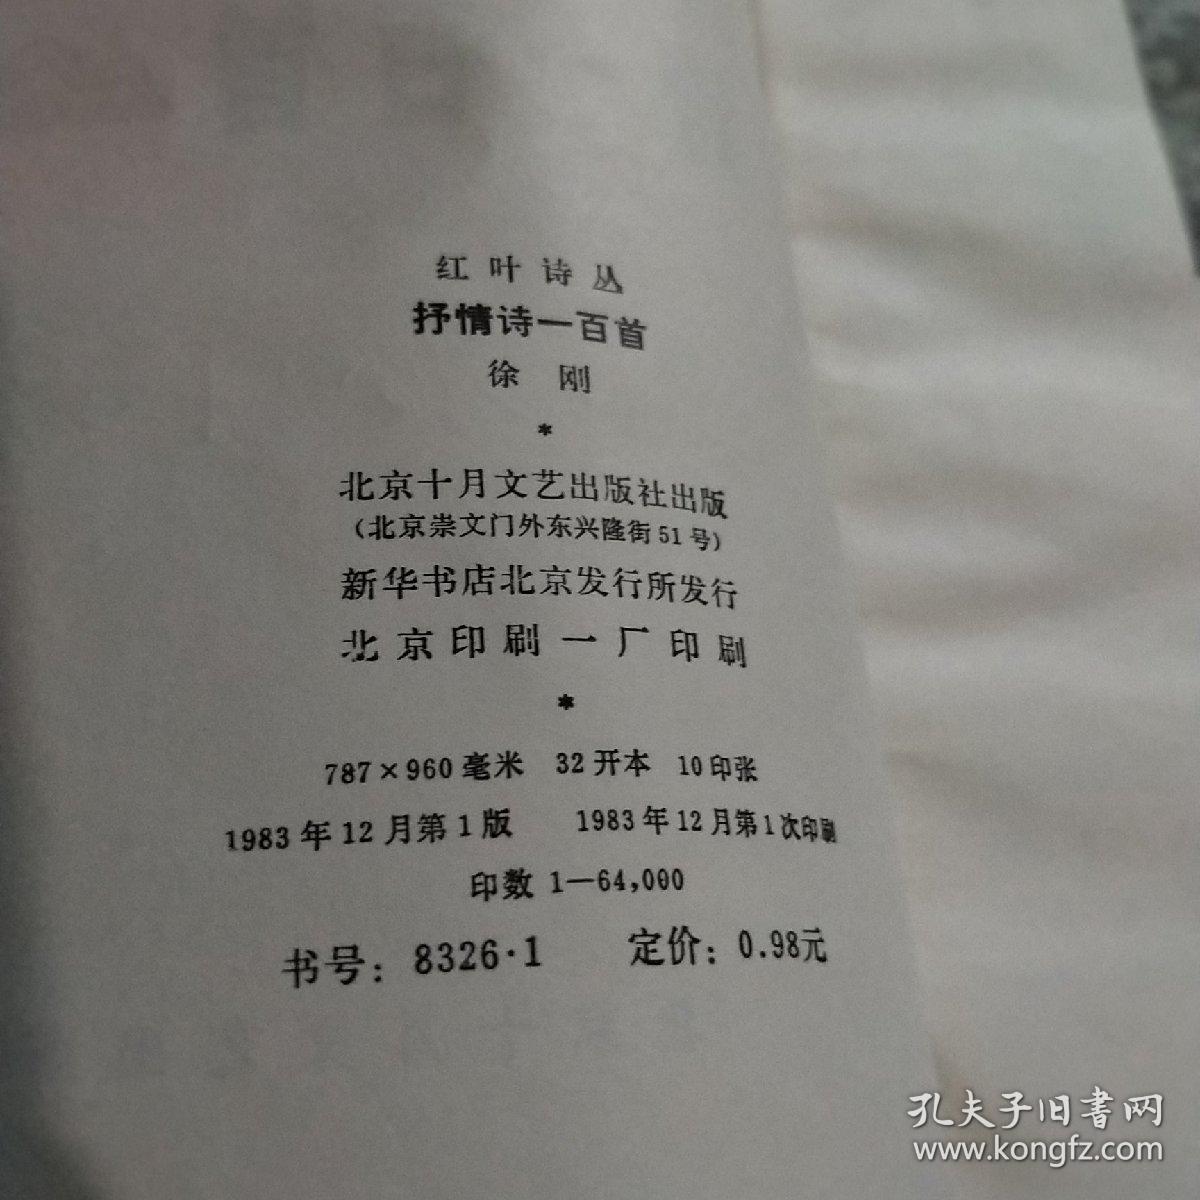 红叶诗丛
抒情诗一百首
徐刚
*
北京十月文艺出版社出版
(北京崇文门外东兴隆街51号)
新华书店北京发行所发行
北京印刷一厂印刷
*
787×960毫米 32开本 10印张
1983年12月第1版 1983年12月第1次印刷
印数 1—64,000
书号: 8326·1 定价: 0.98元
孔夫子旧书网
www.kongfz.com